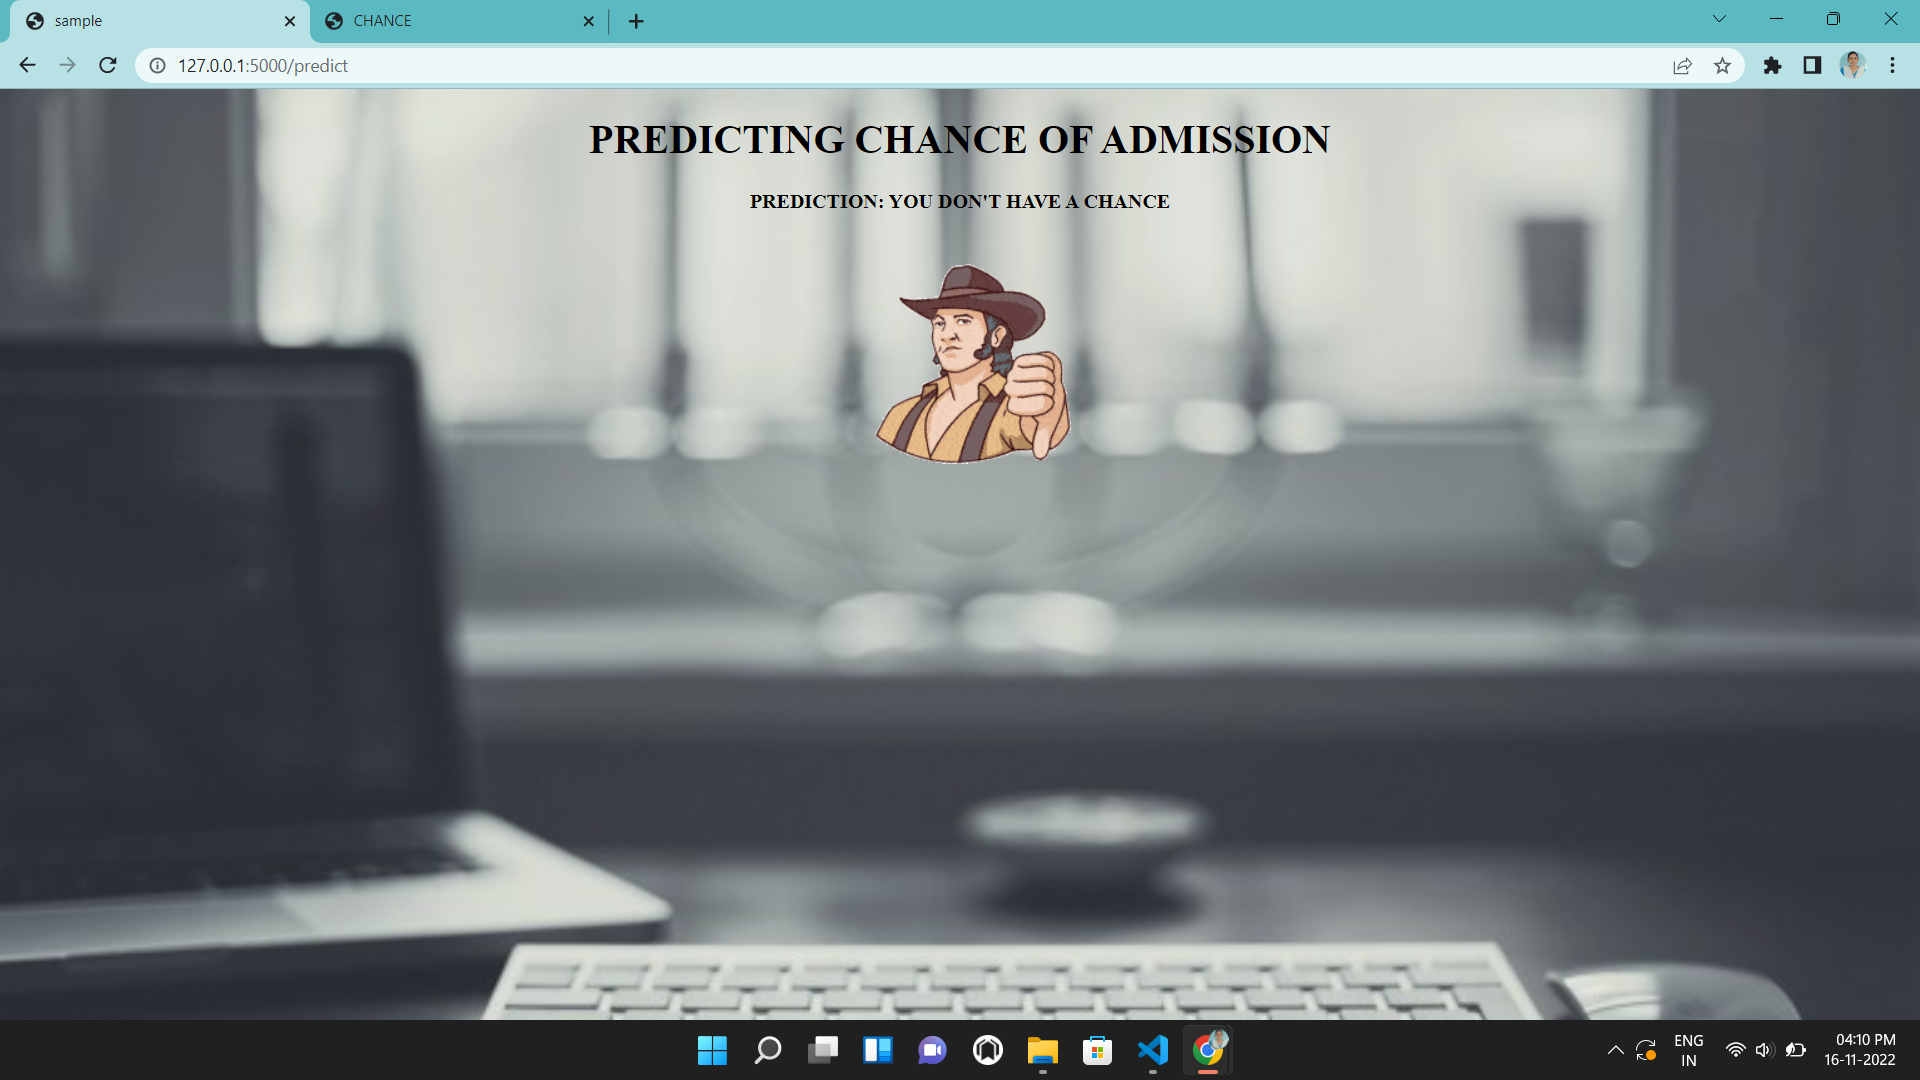 sample
CHANCE
127.0.0.1:5000/predict
PREDICTING CHANCE OF ADMISSION
PREDICTION: YOU DON'T HAVE A CHANCE
ENG
IN
04:10 PM
16-11-2022